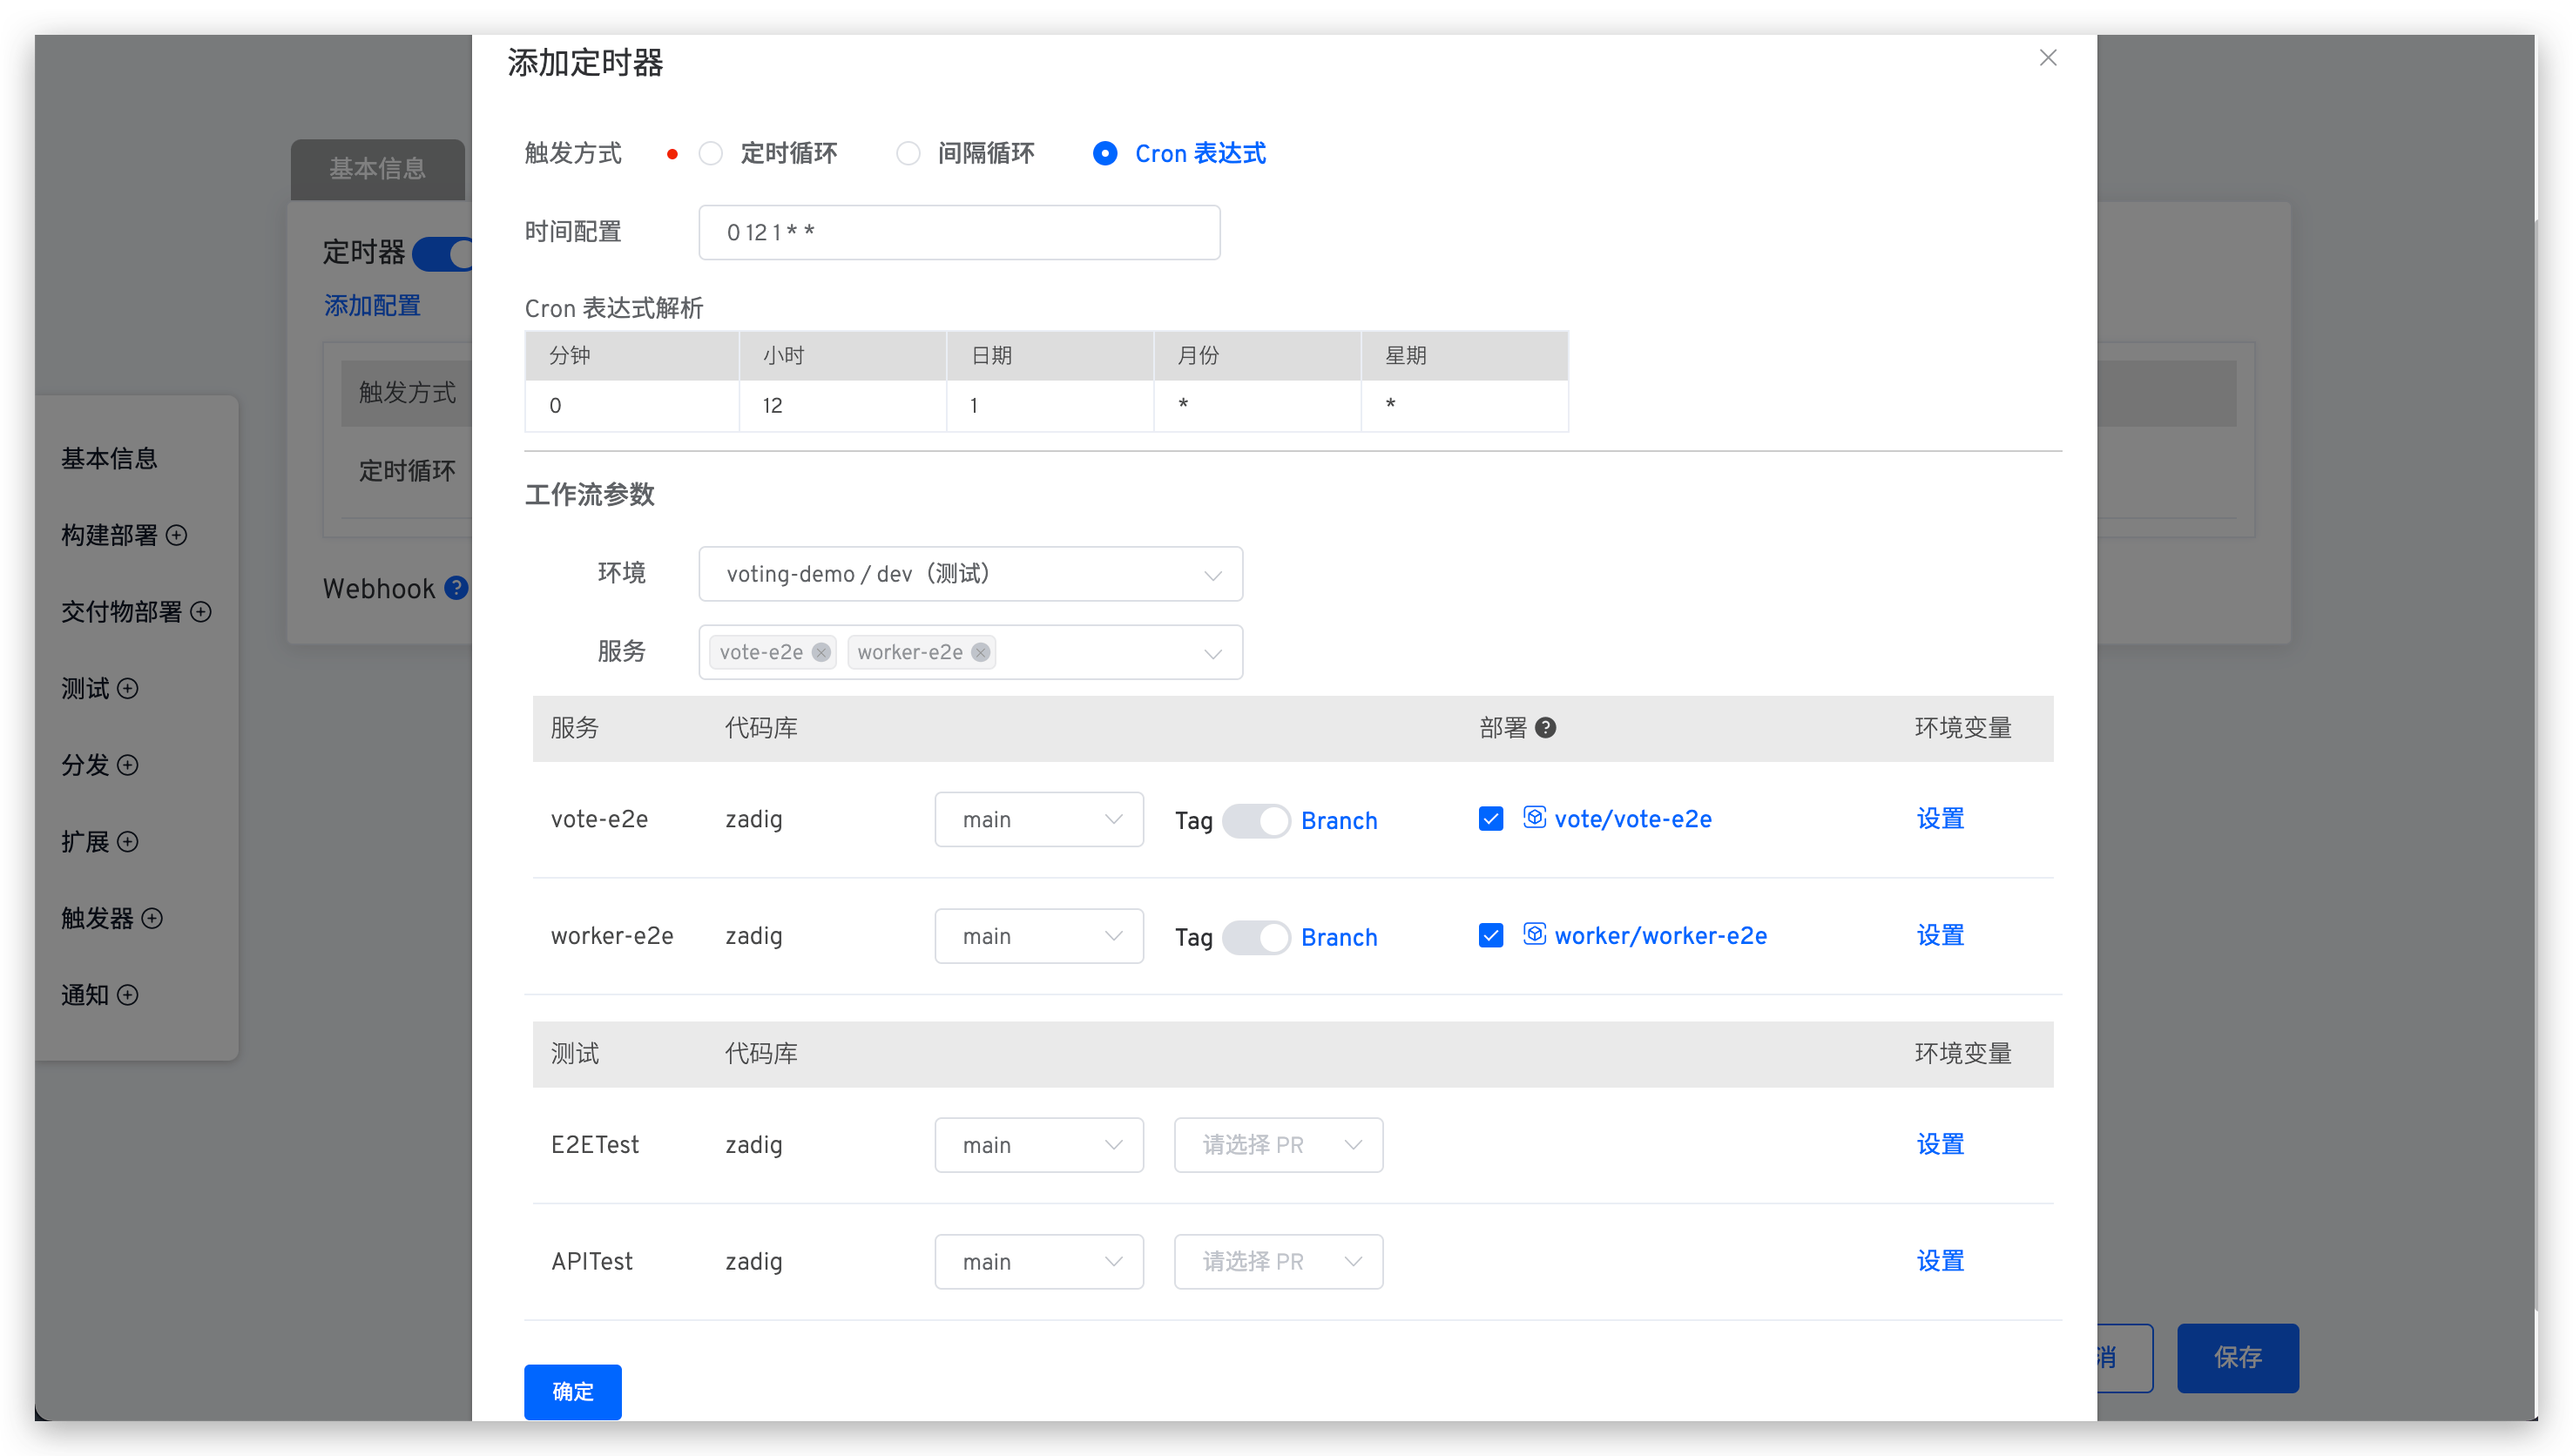 添加定时器
触发方式 定时循环 间隔循环 Cron 表达式
时间配置 0 12 1 * *
Cron 表达式解析
分钟 小时 日期 月份 星期
0 12 1 * *
工作流参数
环境 voting-demo / dev（测试）
服务 vote-e2e worker-e2e
服务 代码库 部署 ? 环境变量
vote-e2e zadig main Tag Branch vote/vote-e2e 设置
worker-e2e zadig main Tag Branch worker/worker-e2e 设置
测试 代码库 环境变量
E2ETest zadig main 请选择 PR 设置
APITest zadig main 请选择 PR 设置
确定
基本信息
定时器
添加配置
触发方式
定时循环
Webhook ?
基本信息
构建部署
交付物部署
测试
分发
扩展
触发器
通知
消 保存